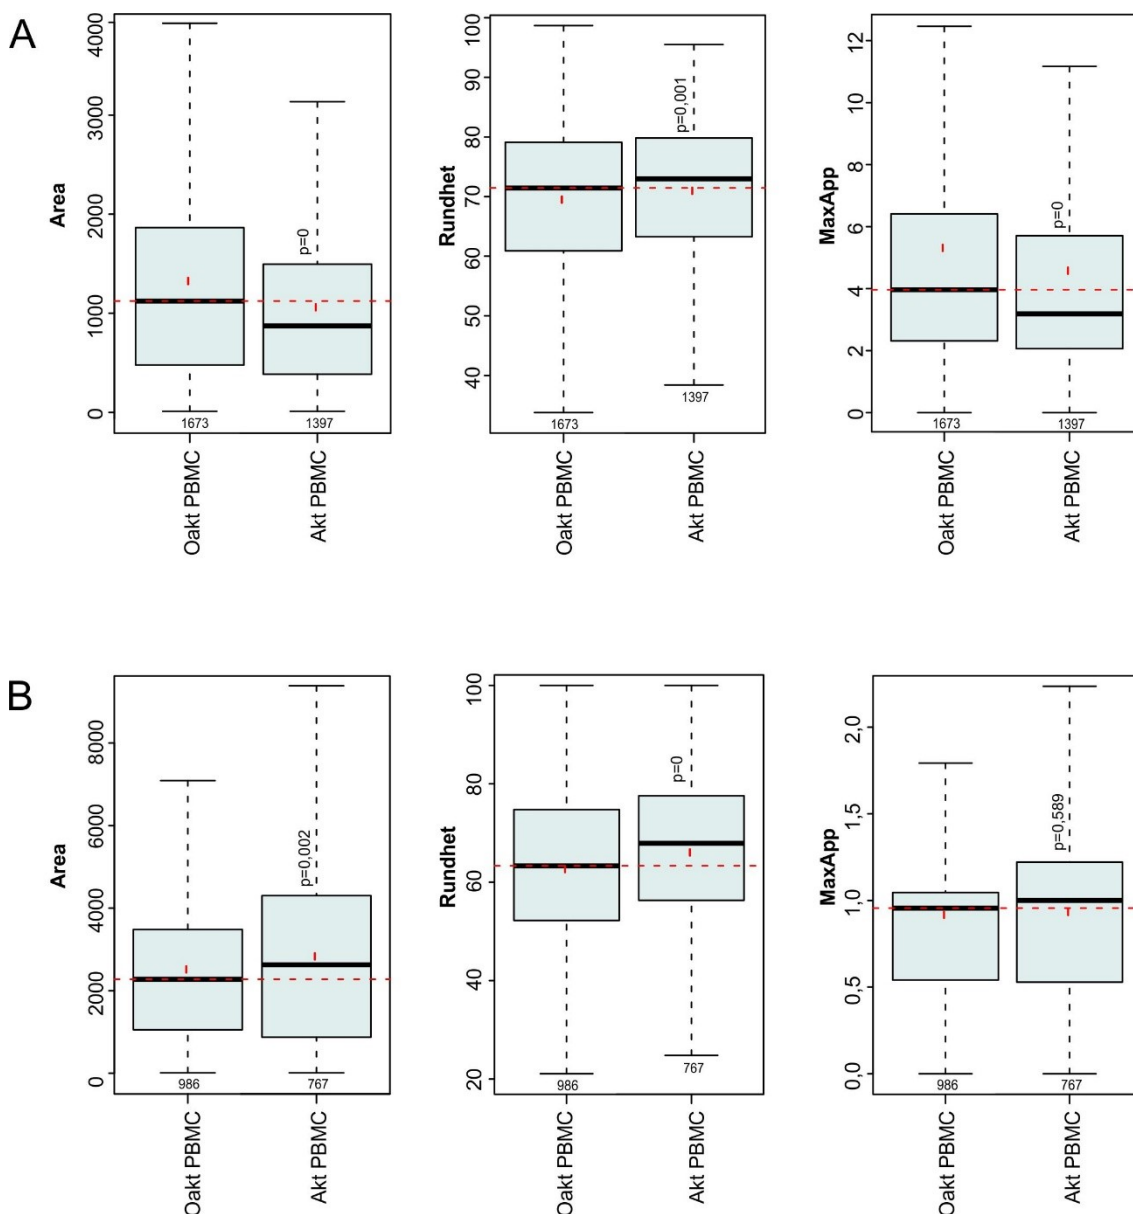 A
Area
4000
3000
2000
1000
0
p=0
1673
1397
Oakt PBMC
Akt PBMC
Rundhet
100
90
80
70
60
50
40
p=0,001
1673
1397
Oakt PBMC
Akt PBMC
MaxApp
12
10
8
6
4
2
0
p=0
1673
1397
Oakt PBMC
Akt PBMC
B
Area
8000
6000
4000
2000
0
p=0,002
986
767
Oakt PBMC
Akt PBMC
Rundhet
100
80
60
40
20
p=0
986
767
Oakt PBMC
Akt PBMC
MaxApp
2,0
1,5
1,0
0,5
0,0
p=0,589
986
767
Oakt PBMC
Akt PBMC